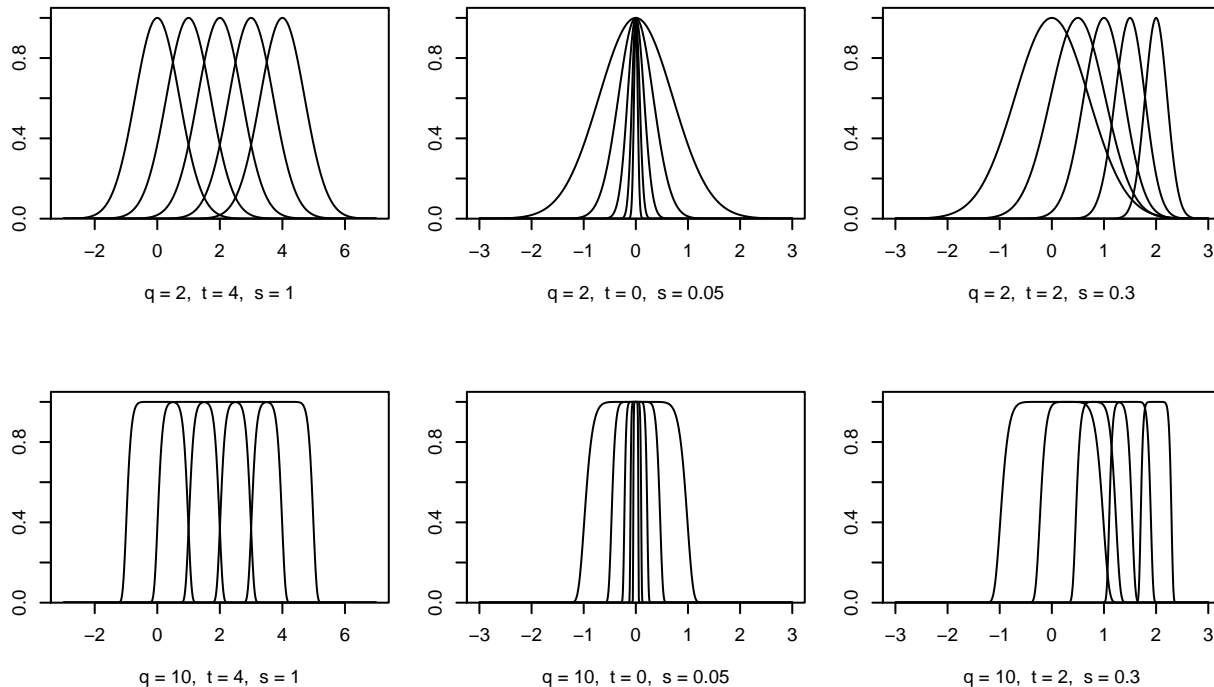 0.0 0.4 0.8
−2 0 2 4 6
q = 2, t = 4, s = 1
0.0 0.4 0.8
−3 −2 −1 0 1 2 3
q = 2, t = 0, s = 0.05
0.0 0.4 0.8
−3 −2 −1 0 1 2 3
q = 2, t = 2, s = 0.3
0.0 0.4 0.8
−2 0 2 4 6
q = 10, t = 4, s = 1
0.0 0.4 0.8
−3 −2 −1 0 1 2 3
q = 10, t = 0, s = 0.05
0.0 0.4 0.8
−3 −2 −1 0 1 2 3
q = 10, t = 2, s = 0.3